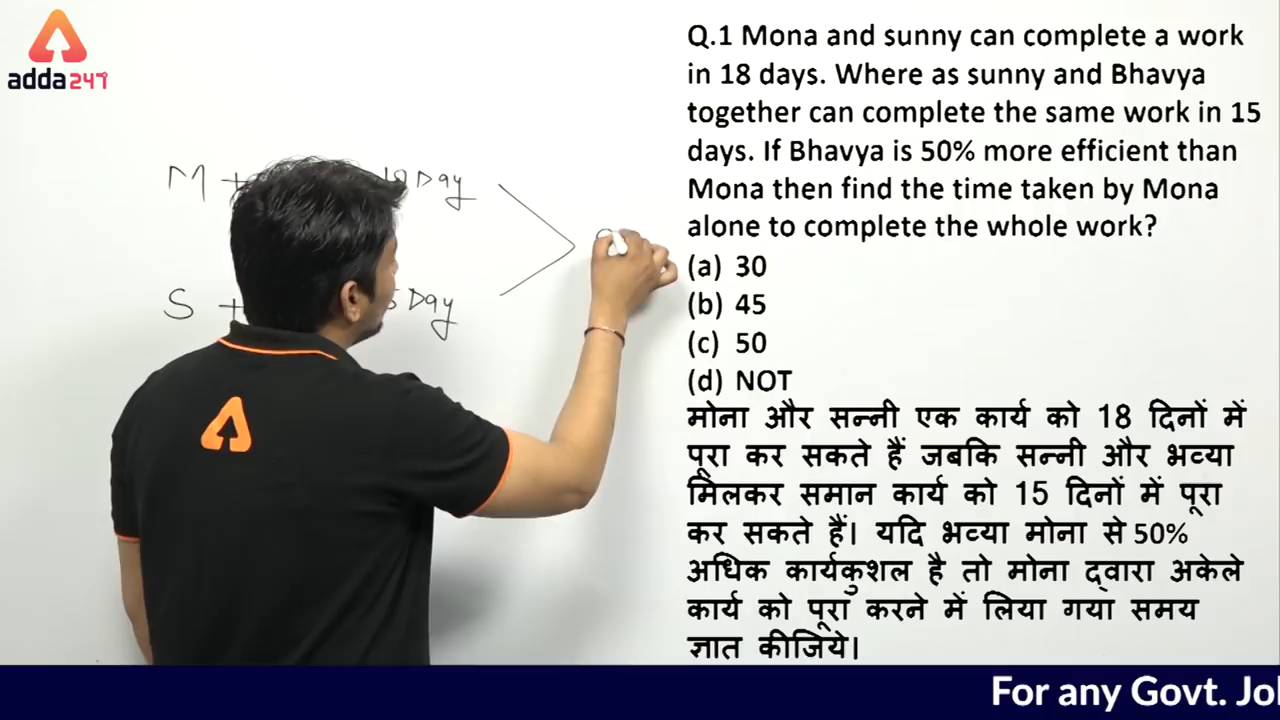 adda247
Q.1 Mona and sunny can complete a work
in 18 days. Where as sunny and Bhavya
together can complete the same work in 15
days. If Bhavya is 50% more efficient than
Mona then find the time taken by Mona
alone to complete the whole work?
(a) 30
(b) 45
(c) 50
(d) NOT
मोना और सन्नी एक कार्य को 18 दिनों में
पूरा कर सकते हैं जबकि सन्नी और भव्या
मिलकर समान कार्य को 15 दिनों में पूरा
कर सकते हैं। यदि भव्या मोना से 50%
अधिक कार्यकुशल है तो मोना द्वारा अकेले
कार्य को पूरा करने में लिया गया समय
ज्ञात कीजिये।
M + Day
S + Day
For any Govt.